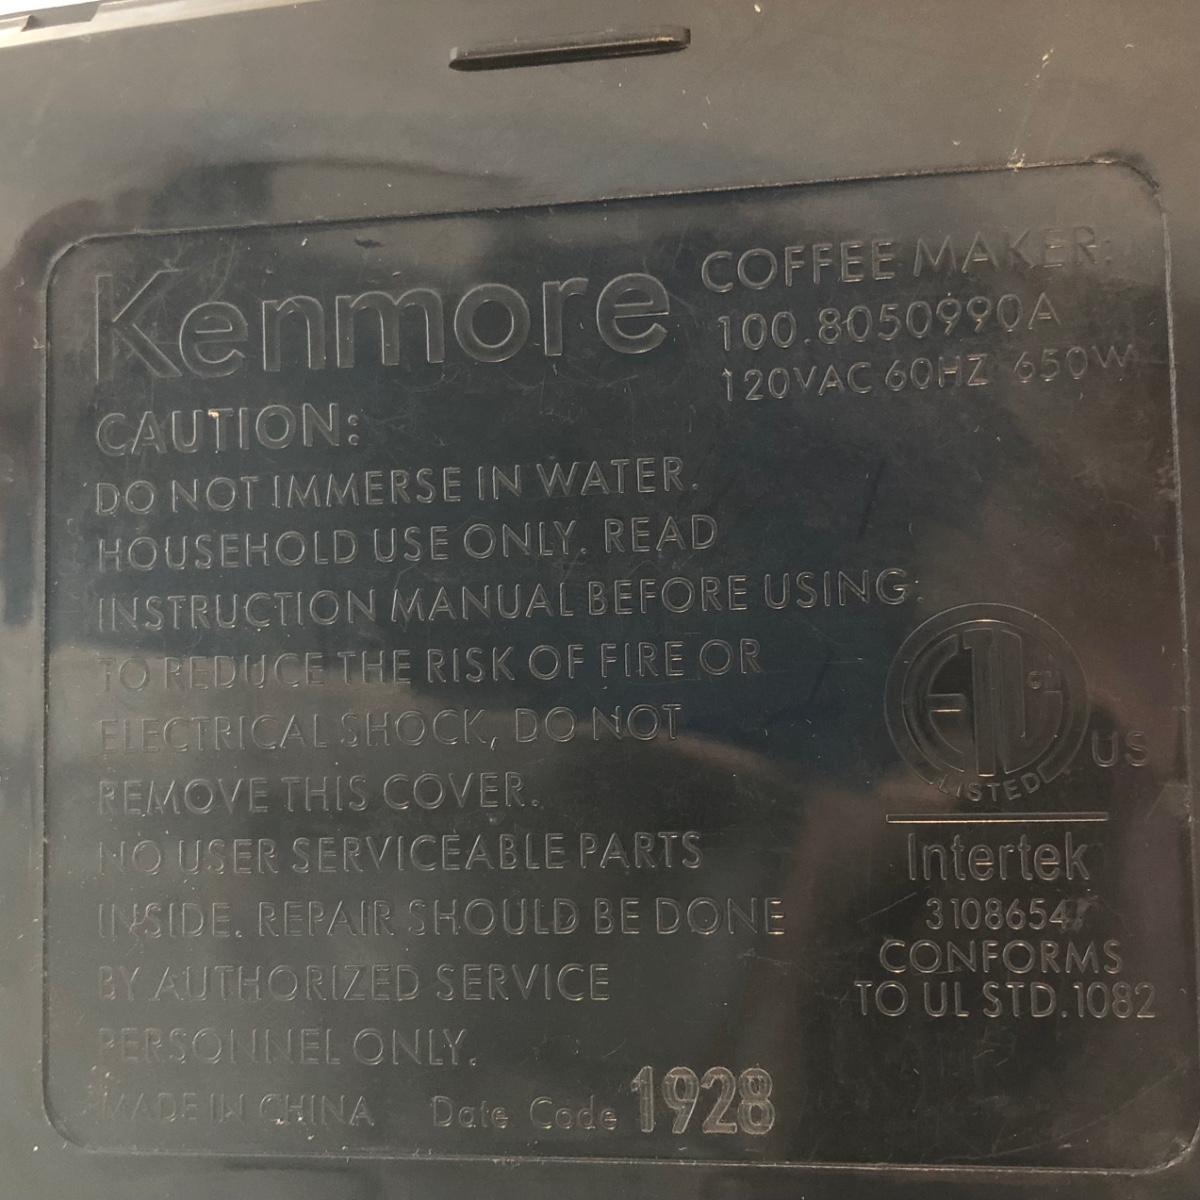 Kenmore
COFFEE MAKER:
100.8050990A
120VAC 60HZ 650W
CAUTION:
DO NOT IMMERSE IN WATER.
HOUSEHOLD USE ONLY. READ
INSTRUCTION MANUAL BEFORE USING.
TO REDUCE THE RISK OF FIRE OR
ELECTRICAL SHOCK, DO NOT
REMOVE THIS COVER.
NO USER SERVICEABLE PARTS
INSIDE. REPAIR SHOULD BE DONE
BY AUTHORIZED SERVICE
PERSONNEL ONLY.
MADE IN CHINA Date Code 1928
ETL
LISTED
US
Intertek
CONFORMS
TO UL STD.1082